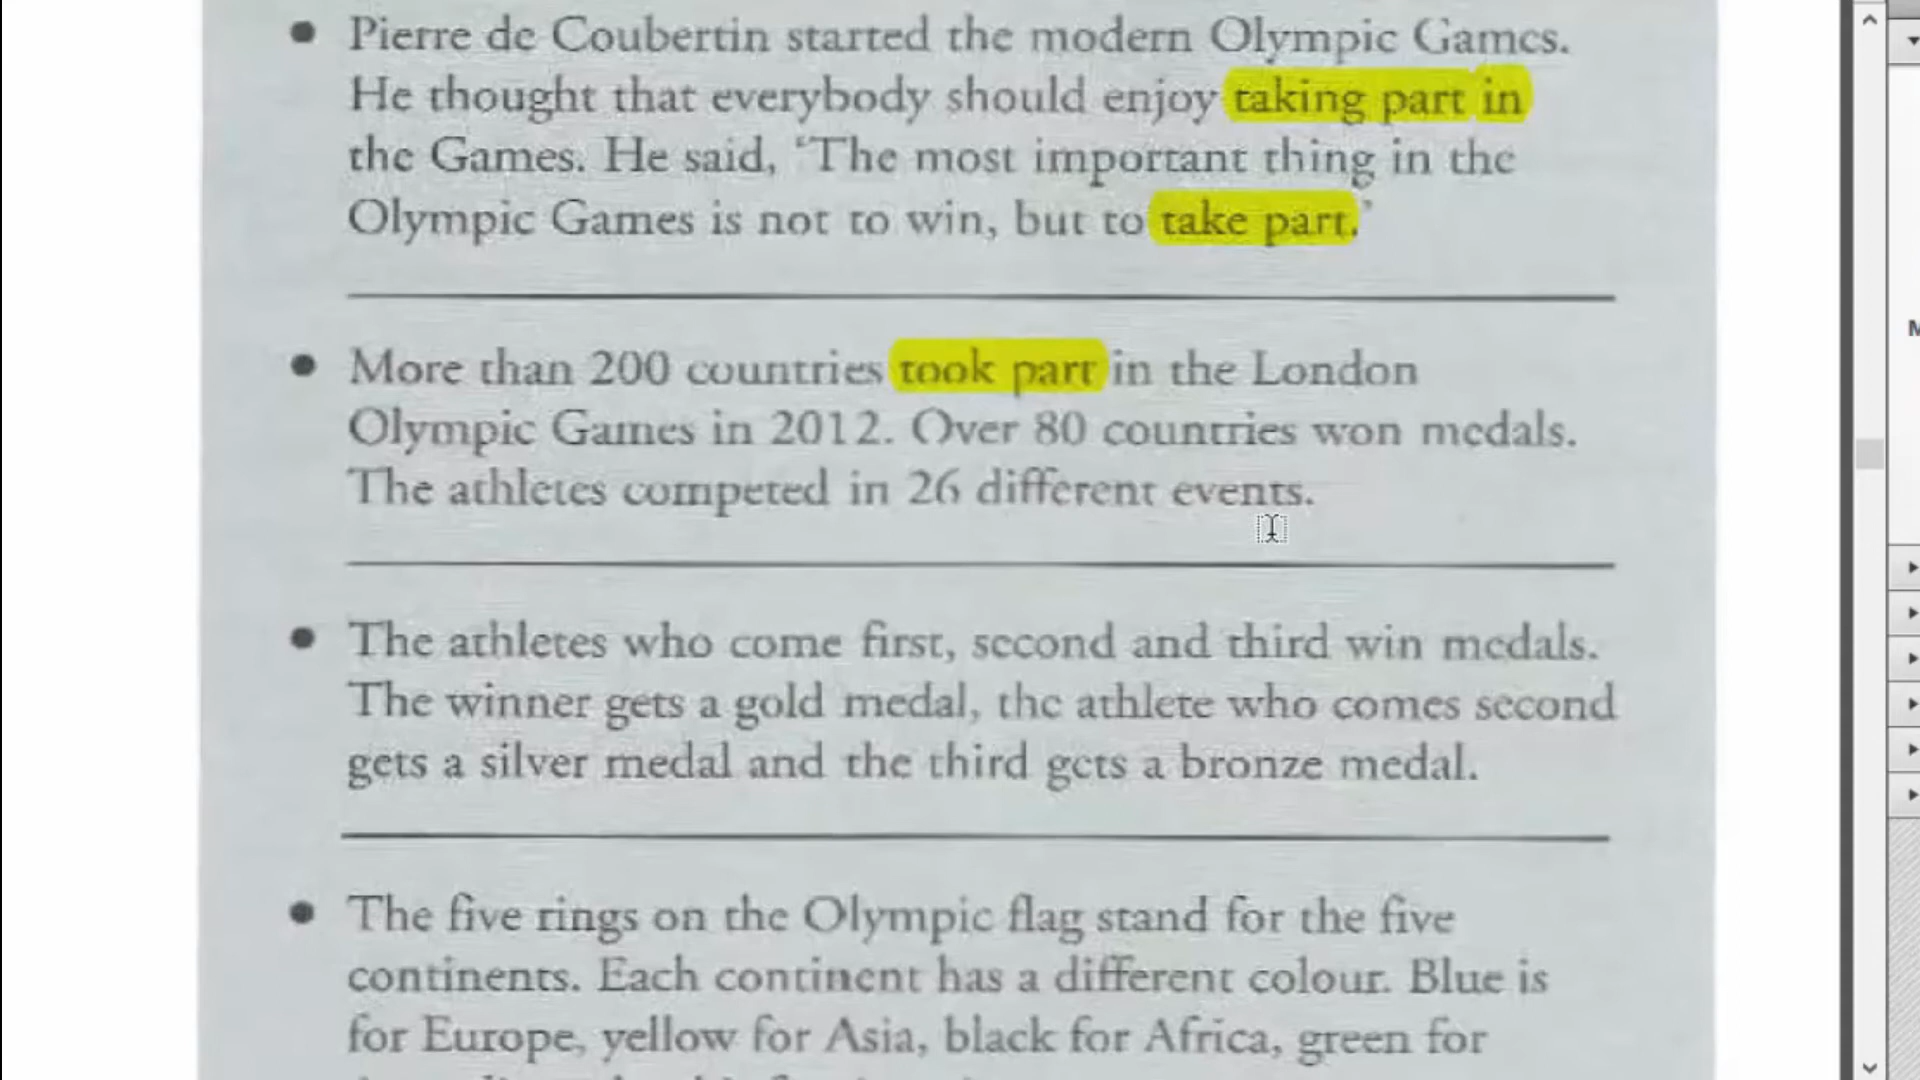 Pierre de Coubertin started the modern Olympic Games.
He thought that everybody should enjoy taking part in
the Games. He said, 'The most important thing in the
Olympic Games is not to win, but to take part.'
More than 200 countries took part in the London
Olympic Games in 2012. Over 80 countries won medals.
The athletes competed in 26 different events.
The athletes who come first, second and third win medals.
The winner gets a gold medal, the athlete who comes second
gets a silver medal and the third gets a bronze medal.
The five rings on the Olympic flag stand for the five
continents. Each continent has a different colour. Blue is
for Europe, yellow for Asia, black for Africa, green for